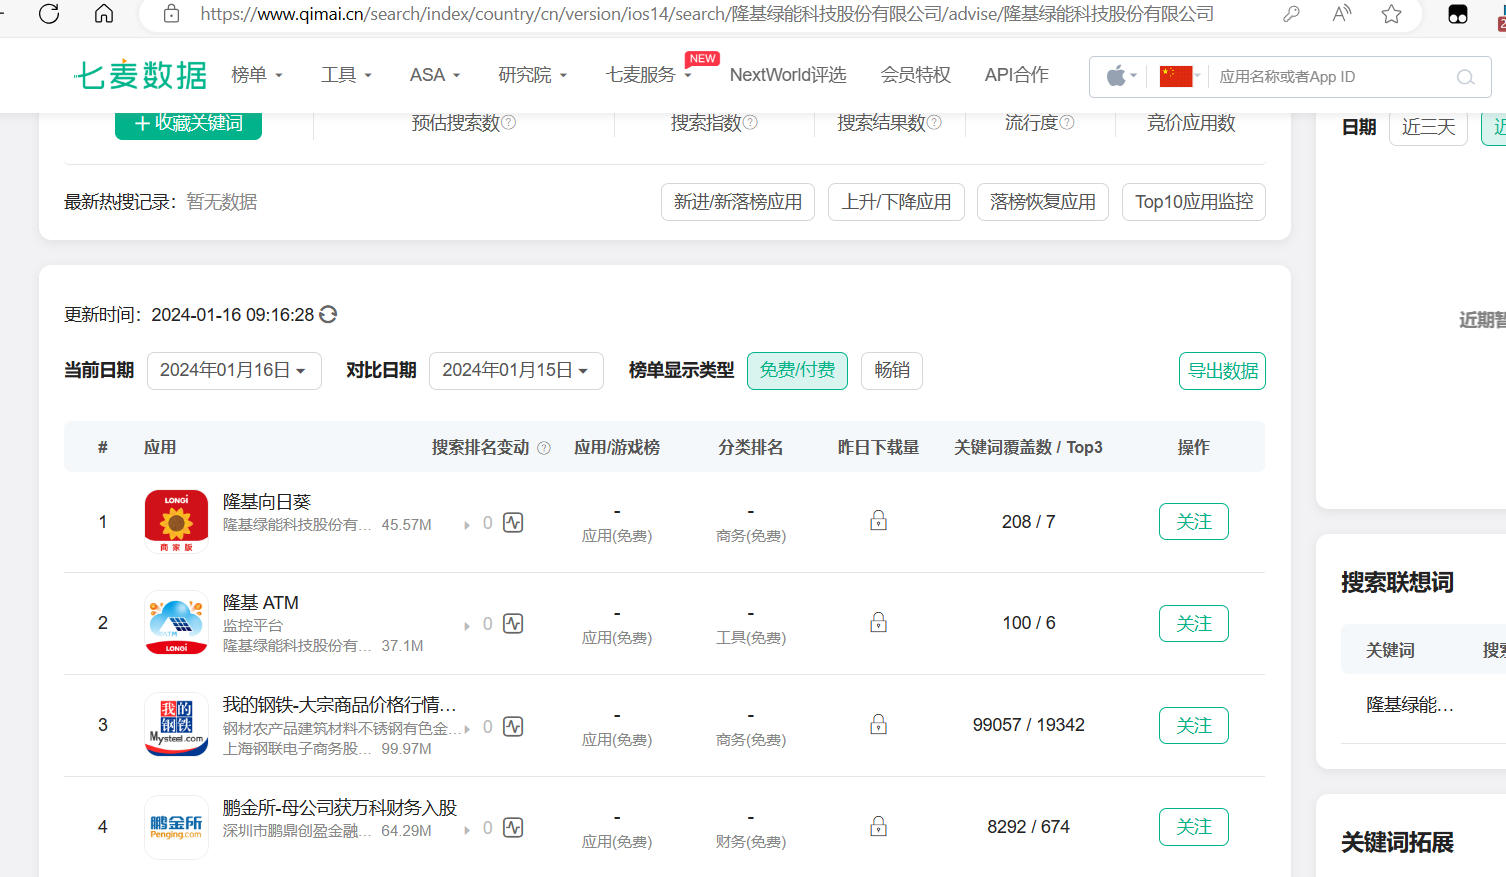 https://www.qimai.cn/search/index/country/cn/version/ios14/search/隆基绿能科技股份有限公司/advise/隆基绿能科技股份有限公司
七麦数据 榜单 工具 ASA 研究院 七麦服务 NEW NextWorld评选 会员特权 API合作 应用名称或者App ID
+ 收藏关键词 预估搜索数 搜索指数 搜索结果数 流行度 竞价应用数
日期 近三天 近
最新热搜记录: 暂无数据 新进/新落榜应用 上升/下降应用 落榜恢复应用 Top10应用监控
近期暂
更新时间: 2024-01-16 09:16:28
当前日期 2024年01月16日 对比日期 2024年01月15日 榜单显示类型 免费/付费 畅销 导出数据
# 应用 搜索排名变动 应用/游戏榜 分类排名 昨日下载量 关键词覆盖数 / Top3 操作
1 LONGi 商家版 隆基向日葵
隆基绿能科技股份有... 45.57M 0 - 应用(免费) - 商务(免费) 208 / 7 关注
2 ATM LONGi 隆基 ATM
监控平台
隆基绿能科技股份有... 37.1M 0 - 应用(免费) - 工具(免费) 100 / 6 关注
3 我的钢铁 Mysteel.com 我的钢铁-大宗商品价格行情...
钢材农产品建筑材料不锈钢有色金...
上海钢联电子商务股... 99.97M 0 - 应用(免费) - 商务(免费) 99057 / 19342 关注
4 鹏金所 Penging.com 鹏金所-母公司获万科财务入股
深圳市鹏鼎创盈金融... 64.29M 0 - 应用(免费) - 财务(免费) 8292 / 674 关注
搜索联想词
关键词 搜索
隆基绿能...
关键词拓展